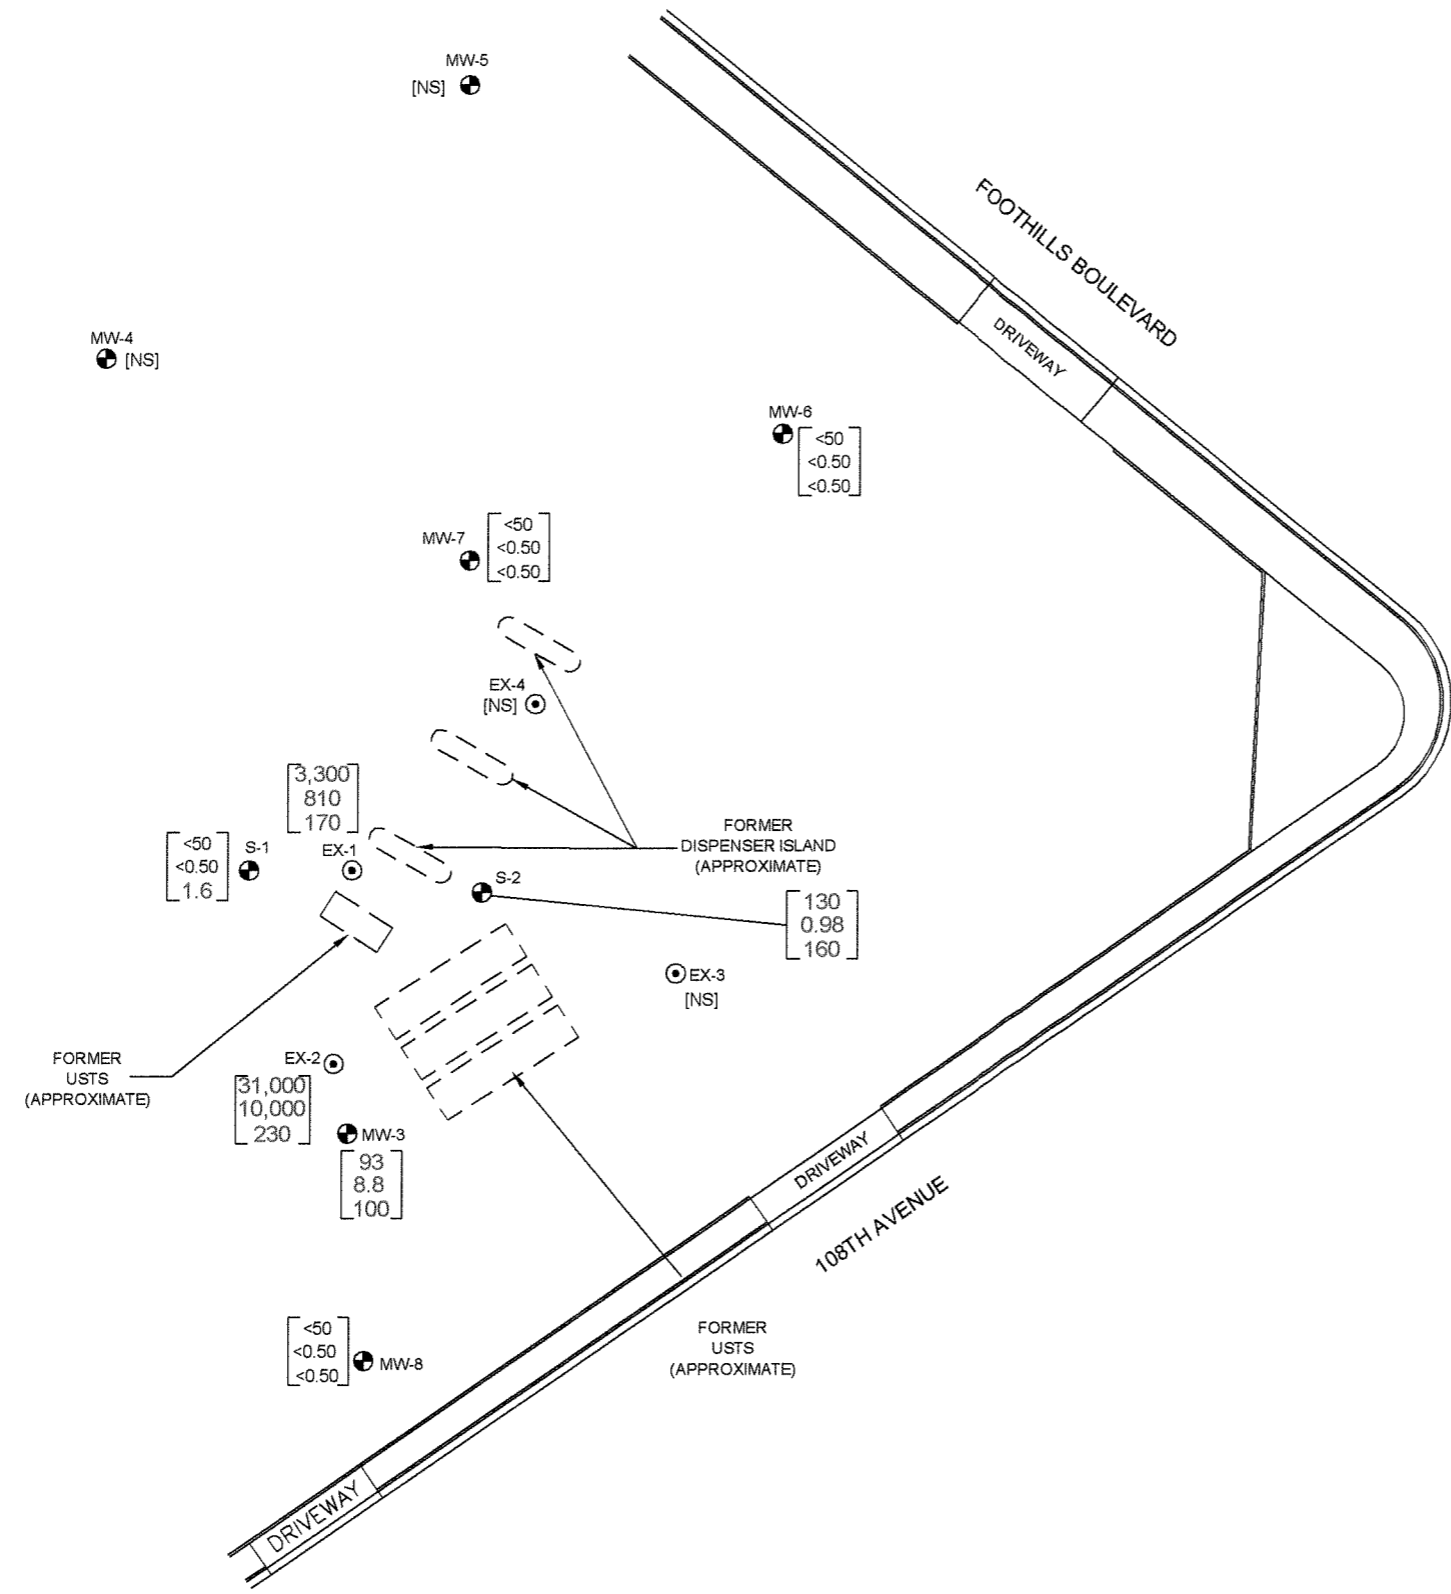 MW-5
[NS]
FOOTHILLS BOULEVARD
DRIVEWAY
MW-4
[NS]
MW-6
<50
<0.50
<0.50
MW-7
<50
<0.50
<0.50
EX-4
[NS]
3,300
810
170
<50
<0.50
1.6
S-1
EX-1
FORMER
DISPENSER ISLAND
(APPROXIMATE)
S-2
130
0.98
160
EX-3
[NS]
FORMER
USTS
(APPROXIMATE)
EX-2
31,000
10,000
230
MW-3
93
8.8
100
DRIVEWAY
108TH AVENUE
<50
<0.50
<0.50
MW-8
FORMER
USTS
(APPROXIMATE)
DRIVEWAY